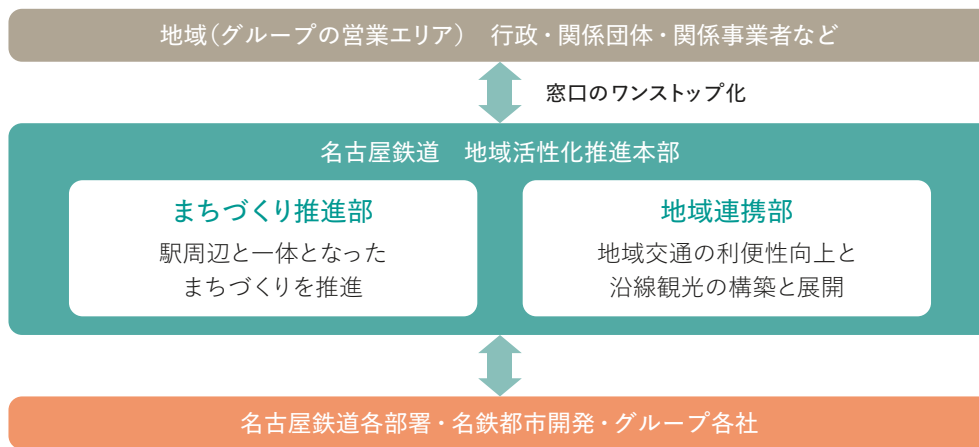 地域（グループの営業エリア）　行政・関係団体・関係事業者など
窓口のワンストップ化
名古屋鉄道　地域活性化推進本部
まちづくり推進部
駅周辺と一体となった
まちづくりを推進
地域連携部
地域交通の利便性向上と
沿線観光の構築と展開
名古屋鉄道各部署・名鉄都市開発・グループ各社